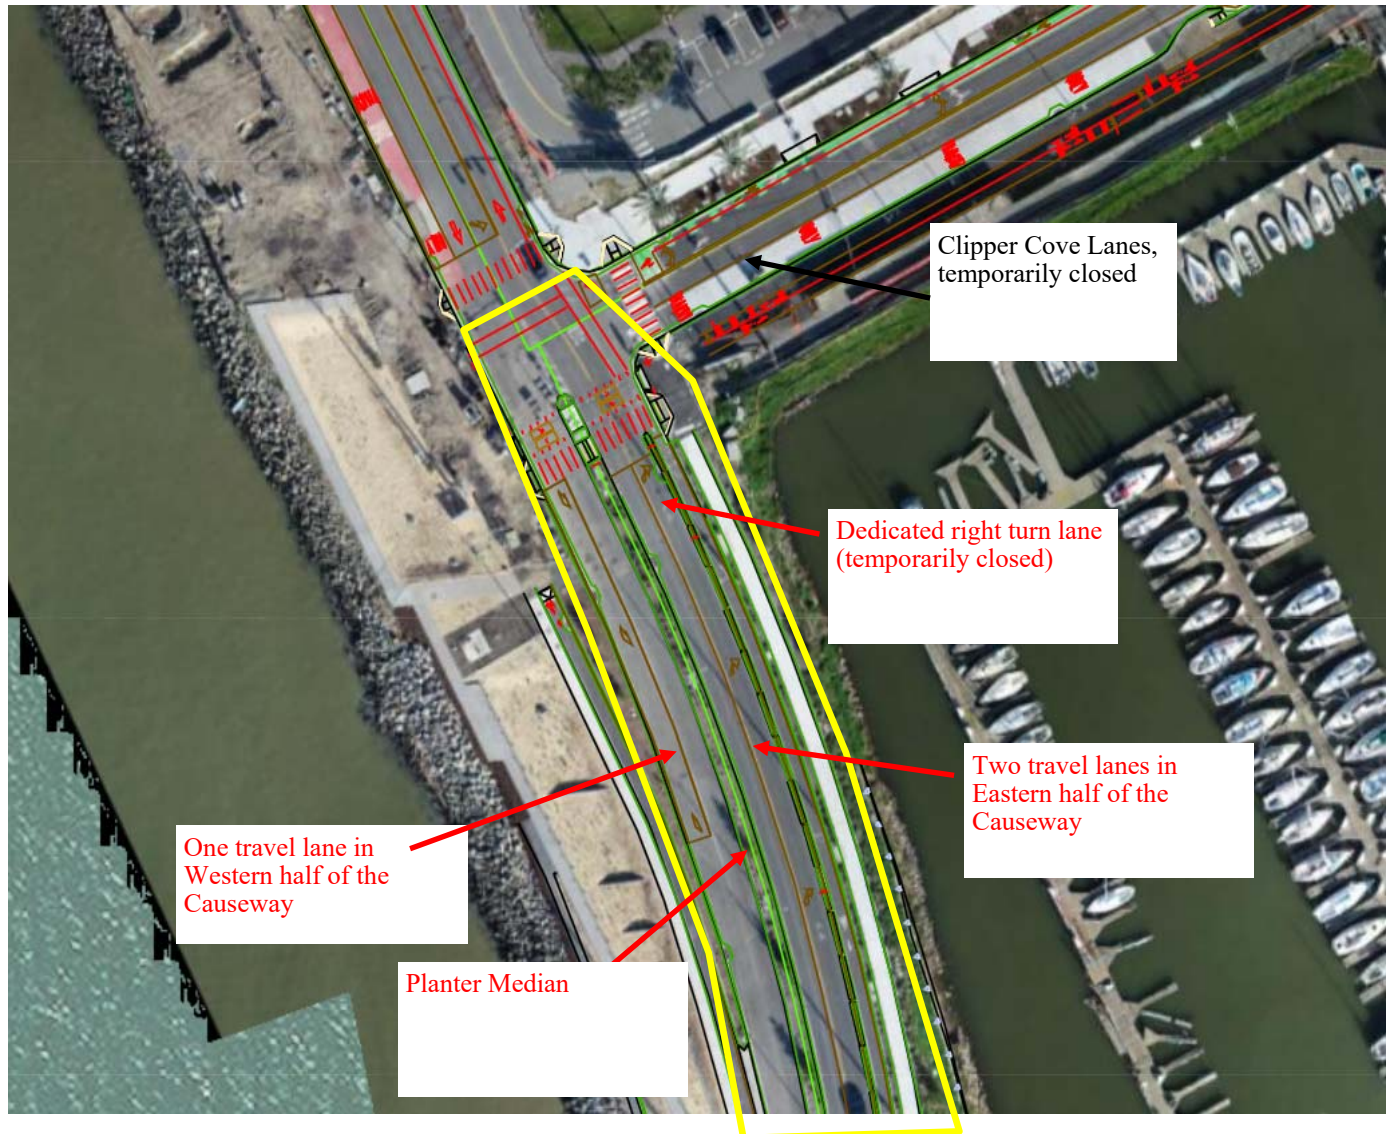 Clipper Cove Lanes,
temporarily closed
Dedicated right turn lane
(temporarily closed)
Two travel lanes in
Eastern half of the
Causeway
One travel lane in
Western half of the
Causeway
Planter Median